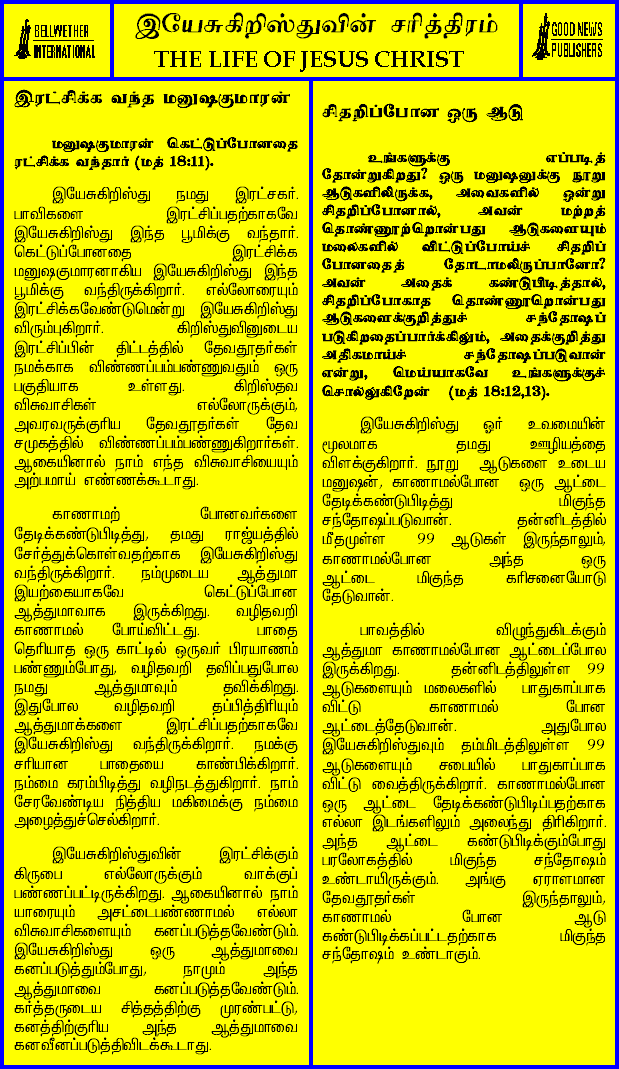 BELLWETHER
INTERNATIONAL
இயேசுகிறிஸ்துவின் சரித்திரம்
THE LIFE OF JESUS CHRIST
GOOD NEWS
PUBLISHERS
இரட்சிக்க வந்த மனுஷகுமாரன்
மனுஷகுமாரன் கெட்டுப்போனதை
ரட்சிக்க வந்தார் (மத் 18:11).
இயேசுகிறிஸ்து நமது இரட்சகர்.
பாவிகளை இரட்சிப்பதற்காகவே
இயேசுகிறிஸ்து இந்த பூமிக்கு வந்தார்.
கெட்டுப்போனதை இரட்சிக்க
மனுஷகுமாரனாகிய இயேசுகிறிஸ்து இந்த
பூமிக்கு வந்திருக்கிறார். எல்லோரையும்
இரட்சிக்கவேண்டுமென்று இயேசுகிறிஸ்து
விரும்புகிறார். கிறிஸ்துவினுடைய
இரட்சிப்பின் திட்டத்தில் தேவதூதர்கள்
நமக்காக விண்ணப்பம்பண்ணுவதும் ஒரு
பகுதியாக உள்ளது. கிறிஸ்தவ
விசுவாசிகள் எல்லோருக்கும்,
அவரவருக்குரிய தேவதூதர்கள் தேவ
சமுகத்தில் விண்ணப்பம்பண்ணுகிறார்கள்.
ஆகையினால் நாம் எந்த விசுவாசியையும்
அற்பமாய் எண்ணக்கூடாது.
காணாமற் போனவர்களை
தேடிக்கண்டுபிடித்து, தமது ராஜ்யத்தில்
சேர்த்துக்கொள்வதற்காக இயேசுகிறிஸ்து
வந்திருக்கிறார். நம்முடைய ஆத்துமா
இயற்கையாகவே கெட்டுப்போன
ஆத்துமாவாக இருக்கிறது. வழிதவறி
காணாமல் போய்விட்டது. பாதை
தெரியாத ஒரு காட்டில் ஒருவர் பிரயாணம்
பண்ணும்போது, வழிதவறி தவிப்பதுபோல
நமது ஆத்துமாவும் தவிக்கிறது.
இதுபோல வழிதவறி தப்பித்திரியும்
ஆத்துமாக்களை இரட்சிப்பதற்காகவே
இயேசுகிறிஸ்து வந்திருக்கிறார். நமக்கு
சரியான பாதையை காண்பிக்கிறார்.
நம்மை கரம்பிடித்து வழிநடத்துகிறார். நாம்
சேரவேண்டிய நித்திய மகிமைக்கு நம்மை
அழைத்துச்செல்கிறார்.
இயேசுகிறிஸ்துவின் இரட்சிக்கும்
கிருபை எல்லோருக்கும் வாக்குப்
பண்ணப்பட்டிருக்கிறது. ஆகையினால் நாம்
யாரையும் அசட்டைபண்ணாமல் எல்லா
விசுவாசிகளையும் கனப்படுத்தவேண்டும்.
இயேசுகிறிஸ்து ஒரு ஆத்துமாவை
கனப்படுத்தும்போது, நாமும் அந்த
ஆத்துமாவை கனப்படுத்தவேண்டும்.
கர்த்தருடைய சித்தத்திற்கு முரண்பட்டு,
கனத்திற்குரிய அந்த ஆத்துமாவை
கனவீனப்படுத்திவிடக்கூடாது.
சிதறிப்போன ஒரு ஆடு
உங்களுக்கு எப்படித்
தோன்றுகிறது? ஒரு மனுஷனுக்கு நூறு
ஆடுகளிலிருக்க, அவைகளில் ஒன்று
சிதறிப்போனால், அவன் மற்றத்
தொண்ணூற்றொன்பது ஆடுகளையும்
மலைகளில் விட்டுப்போய்ச் சிதறிப்
போனதைத் தேடாமலிருப்பானோ?
அவன் அதைக் கண்டுபிடித்தால்,
சிதறிப்போகாத தொண்ணூறொன்பது
ஆடுகளைக்குறித்துச் சந்தோஷப்
படுகிறதைப்பார்க்கிலும், அதைக்குறித்து
அதிகமாய்ச் சந்தோஷப்படுவான்
என்று, மெய்யாகவே உங்களுக்குச்
சொல்லுகிறேன் (மத் 18:12,13).
இயேசுகிறிஸ்து ஓர் உவமையின்
மூலமாக தமது ஊழியத்தை
விளக்குகிறார். நூறு ஆடுகளை உடைய
மனுஷன், காணாமல்போன ஒரு ஆட்டை
தேடிக்கண்டுபிடித்து மிகுந்த
சந்தோஷப்படுவான். தன்னிடத்தில்
மீதமுள்ள 99 ஆடுகள் இருந்தாலும்,
காணாமல்போன அந்த ஒரு
ஆட்டை மிகுந்த கரிசனையோடு
தேடுவான்.
பாவத்தில் விழுந்துகிடக்கும்
ஆத்துமா காணாமல்போன ஆட்டைப்போல
இருக்கிறது. தன்னிடத்திலுள்ள 99
ஆடுகளையும் மலைகளில் பாதுகாப்பாக
விட்டு காணாமல் போன
ஆட்டைத்தேடுவான். அதுபோல
இயேசுகிறிஸ்துவும் தம்மிடத்திலுள்ள 99
ஆடுகளையும் சபையில் பாதுகாப்பாக
விட்டு வைத்திருக்கிறார். காணாமல்போன
ஒரு ஆட்டை தேடிக்கண்டுபிடிப்பதற்காக
எல்லா இடங்களிலும் அலைந்து திரிகிறார்.
அந்த ஆட்டை கண்டுபிடிக்கும்போது
பரலோகத்தில் மிகுந்த சந்தோஷம்
உண்டாயிருக்கும். அங்கு ஏராளமான
தேவதூதர்கள் இருந்தாலும்,
காணாமல் போன ஆடு
கண்டுபிடிக்கப்பட்டதற்காக மிகுந்த
சந்தோஷம் உண்டாகும்.